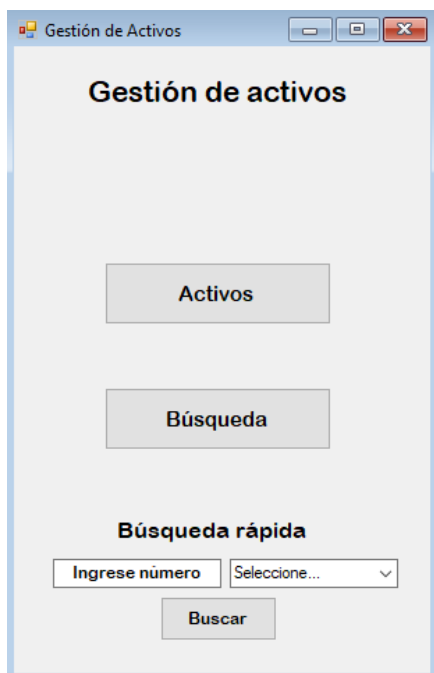 Gestión de Activos
Gestión de activos
Activos
Búsqueda
Búsqueda rápida
Ingrese número Seleccione...
Buscar